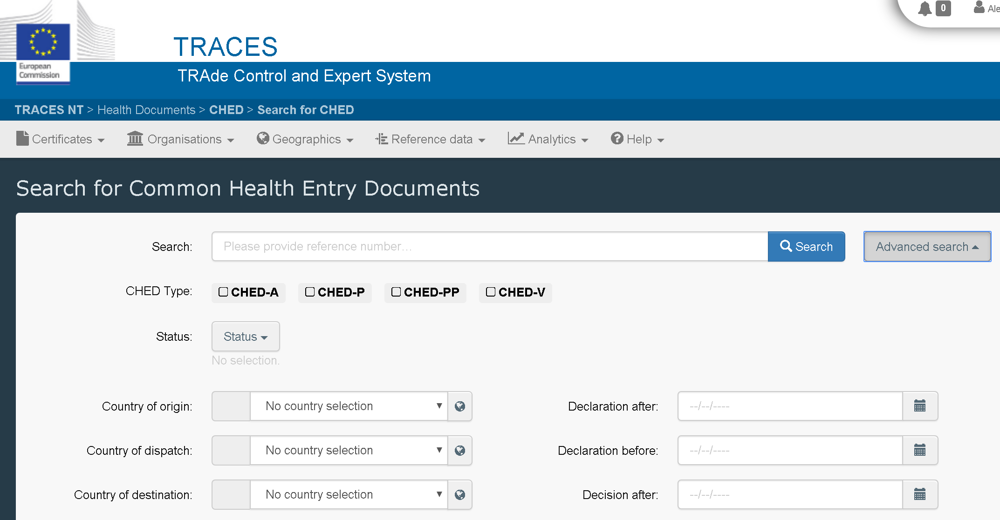 0
Ale
European
Commission
TRACES
TRAde Control and Expert System
TRACES NT > Health Documents > CHED > Search for CHED
Certificates Organisations Geographics Reference data Analytics Help
Search for Common Health Entry Documents
Search: Please provide reference number... Search Advanced search
CHED Type: CHED-A CHED-P CHED-PP CHED-V
Status: Status
No selection.
Country of origin: No country selection Declaration after: --/--/----
Country of dispatch: No country selection Declaration before: --/--/----
Country of destination: No country selection Decision after: --/--/----